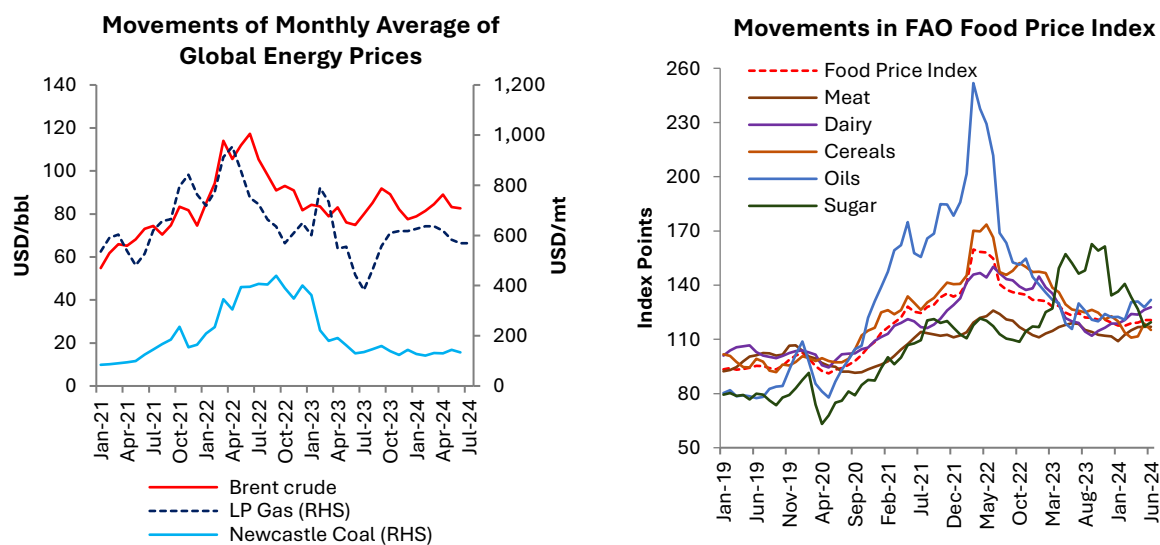 Movements of Monthly Average of
Global Energy Prices
140
120
100
80
60
40
20
0
USD/bbl
1,200
1,000
800
600
400
200
0
USD/mt
Jan-21
Apr-21
Jul-21
Oct-21
Jan-22
Apr-22
Jul-22
Oct-22
Jan-23
Apr-23
Jul-23
Oct-23
Jan-24
Apr-24
Jul-24
Brent crude
LP Gas (RHS)
Newcastle Coal (RHS)
Movements in FAO Food Price Index
260
230
200
170
140
110
80
50
Index Points
Food Price Index
Meat
Dairy
Cereals
Oils
Sugar
Jan-19
Jun-19
Nov-19
Apr-20
Sep-20
Feb-21
Jul-21
Dec-21
May-22
Oct-22
Mar-23
Aug-23
Jan-24
Jun-24